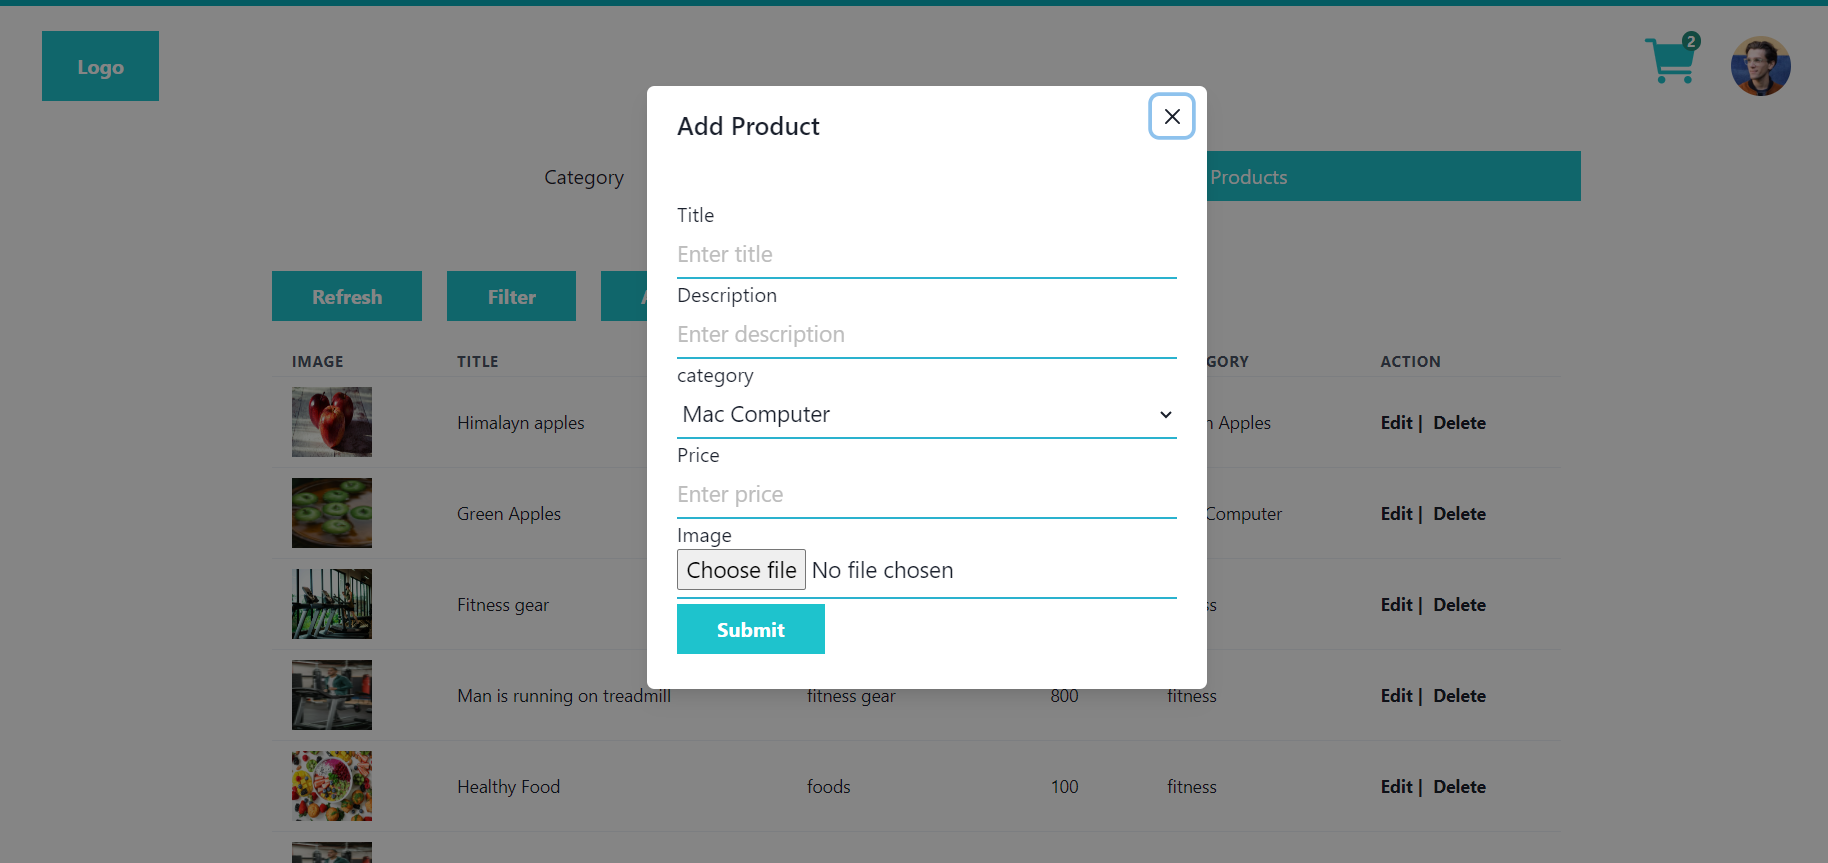 Logo
2
Category
Products
Refresh
Filter
Add Product
Title
Enter title
Description
Enter description
category
Mac Computer
Price
Enter price
Image
Choose file No file chosen
Submit
IMAGE TITLE GORY ACTION
Himalayn apples Apples Edit | Delete
Green Apples Computer Edit | Delete
Fitness gear Edit | Delete
Man is running on treadmill fitness gear 800 fitness Edit | Delete
Healthy Food foods 100 fitness Edit | Delete